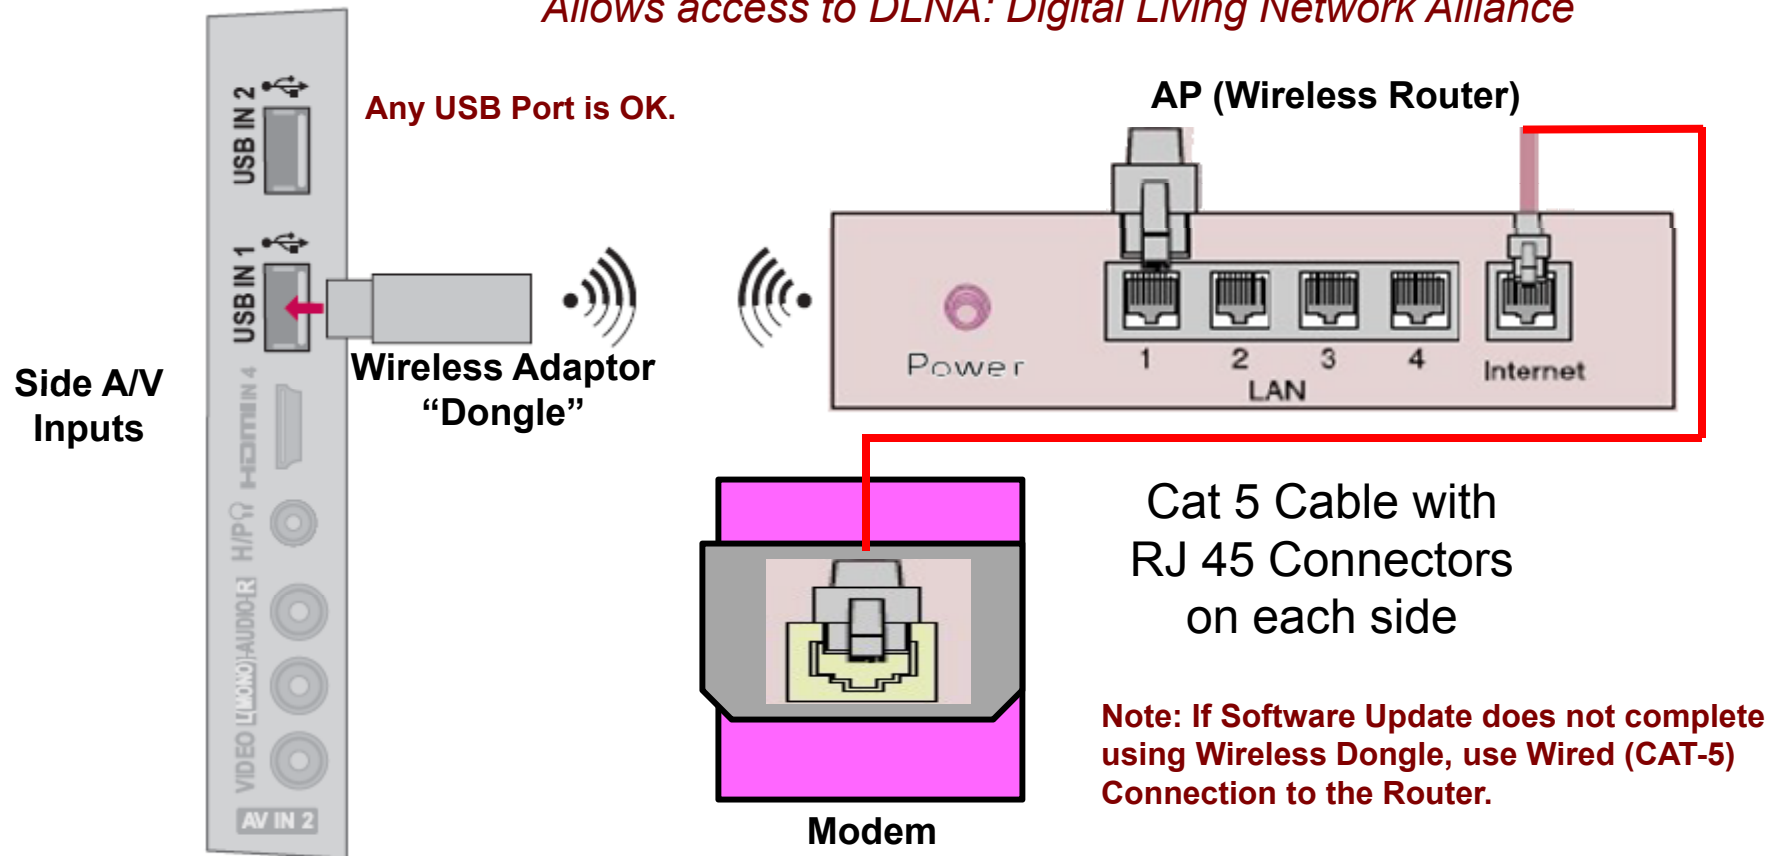 Allows access to DLNA: Digital Living Network Alliance
Any USB Port is OK.
AP (Wireless Router)
USB IN 2
USB IN 1
HDMI IN 4
H/P
VIDEO L(MONO)AUDIO-R
AV IN 2
Side A/V
Inputs
Wireless Adaptor
“Dongle”
Power
1 2 3 4
LAN
Internet
Cat 5 Cable with
RJ 45 Connectors
on each side
Note: If Software Update does not complete
using Wireless Dongle, use Wired (CAT-5)
Connection to the Router.
Modem